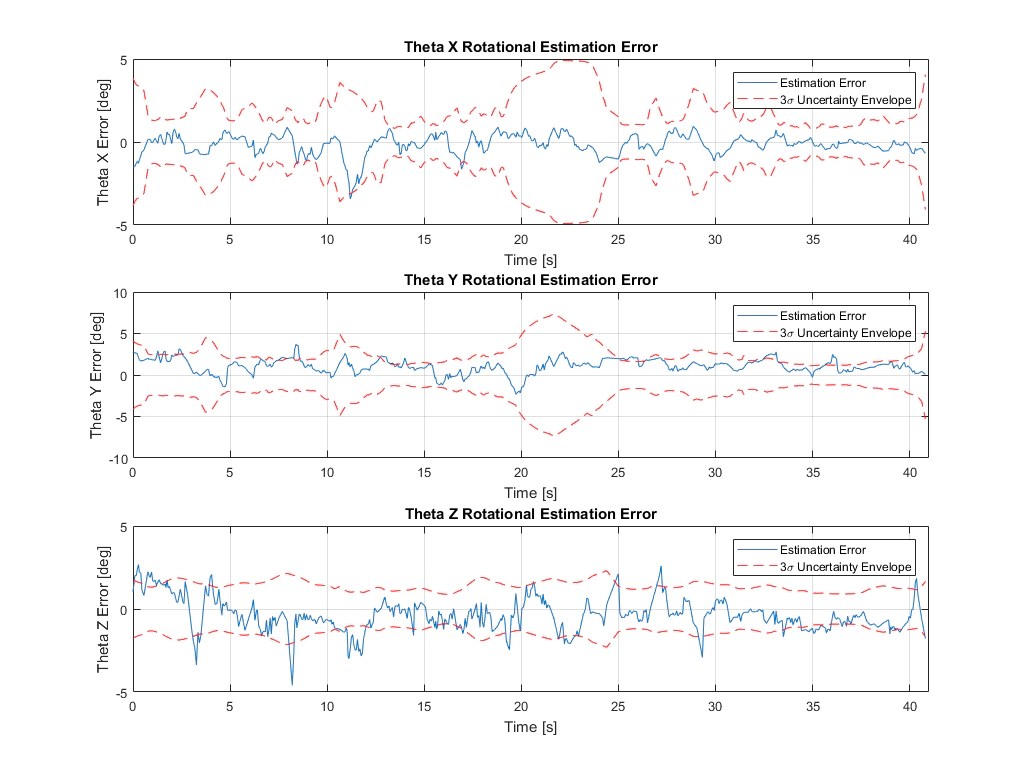 Theta X Rotational Estimation Error
Theta X Error [deg]
5
0
-5
Estimation Error
3σ Uncertainty Envelope
0 5 10 15 20 25 30 35 40
Time [s]
Theta Y Rotational Estimation Error
Theta Y Error [deg]
10
5
0
-5
-10
Estimation Error
3σ Uncertainty Envelope
0 5 10 15 20 25 30 35 40
Time [s]
Theta Z Rotational Estimation Error
Theta Z Error [deg]
5
0
-5
Estimation Error
3σ Uncertainty Envelope
0 5 10 15 20 25 30 35 40
Time [s]